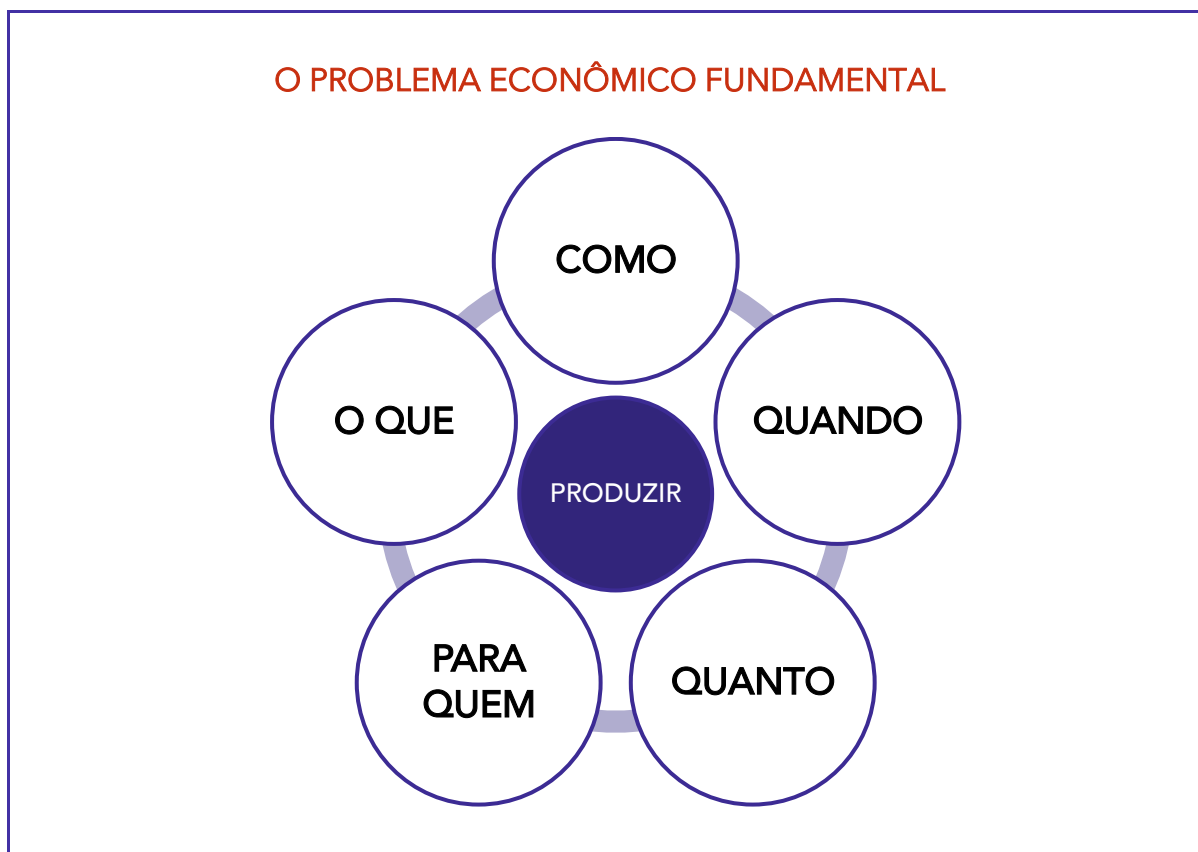 O PROBLEMA ECONÔMICO FUNDAMENTAL
COMO
O QUE
QUANDO
PRODUZIR
PARA
QUEM
QUANTO